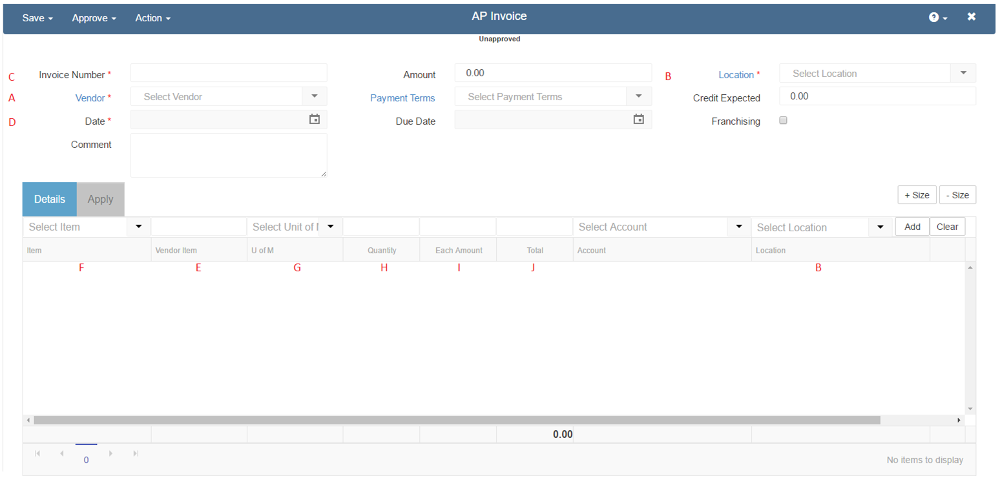 Save Approve Action AP Invoice ?
Unapproved
C Invoice Number * Amount 0.00 B Location * Select Location
A Vendor * Select Vendor Payment Terms Select Payment Terms Credit Expected 0.00
D Date * Due Date Franchising
Comment
Details Apply + Size - Size
Select Item Select Unit of M Select Account Select Location Add Clear
Item Vendor Item U of M Quantity Each Amount Total Account Location
F E G H I J B
0.00
0 No items to display